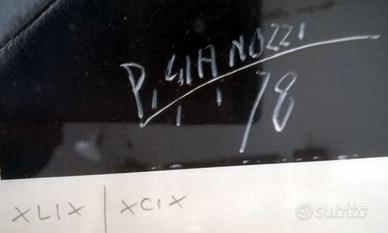 P. GIANOZZI
78
XLIX | XCIX
subito